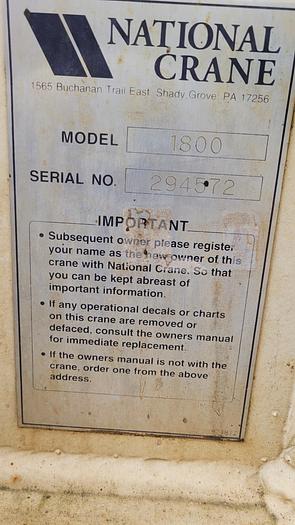 NATIONAL
CRANE
1565 Buchanan Trail East Shady Grove PA 17256
MODEL 1800
SERIAL NO. 294572
IMPORTANT
• Subsequent owner please register
your name as the new owner of this
crane with National Crane. So that
you can be kept abreast of
important information.
• If any operational decals or charts
on this crane are removed or
defaced, consult the owners manual
for immediate replacement.
• If the owners manual is not with the
crane, order one from the above
address.